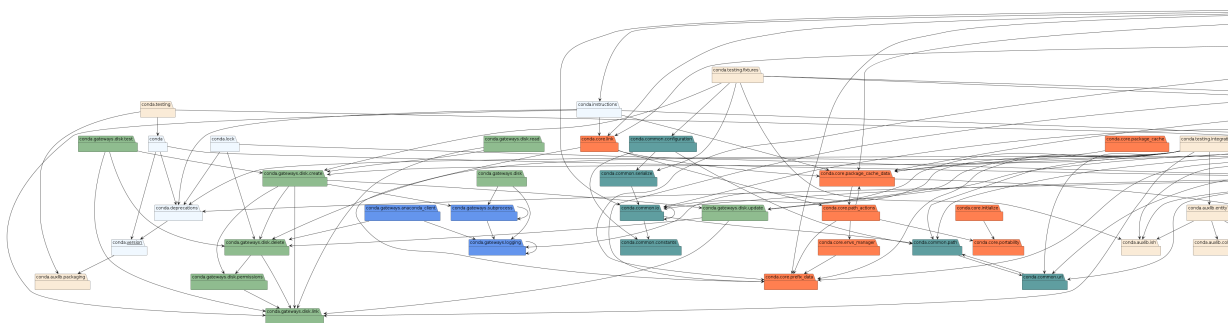 conda.testing.fixtures
conda.testing
conda.instructions
conda.gateways.disk.test
conda
conda.lock
conda.gateways.disk.read
conda.core.link
conda.common.configuration
conda.core.package_cache
conda.testing.integration
conda.gateways.disk.create
conda.gateways.disk
conda.common.serialize
conda.core.package_cache_data
conda.deprecations
conda.gateways.anaconda_client
conda.gateways.subprocess
conda.common.io
conda.gateways.disk.update
conda.core.path_actions
conda.core.initialize
conda.auxlib.entity
conda.gateways.disk.delete
conda.gateways.logging
conda.common.constants
conda.core.envs_manager
conda.common.path
conda.core.portability
conda.auxlib.ish
conda.auxlib.packaging
conda.gateways.disk.permissions
conda.core.prefix_data
conda.common.url
conda.gateways.disk.link